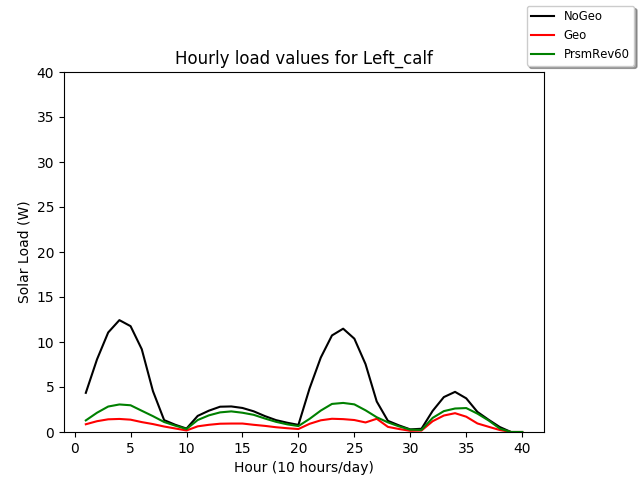 NoGeo
Geo
PrsmRev60
Hourly load values for Left_calf
40
35
30
25
20
15
10
5
0
Solar Load (W)
0 5 10 15 20 25 30 35 40
Hour (10 hours/day)